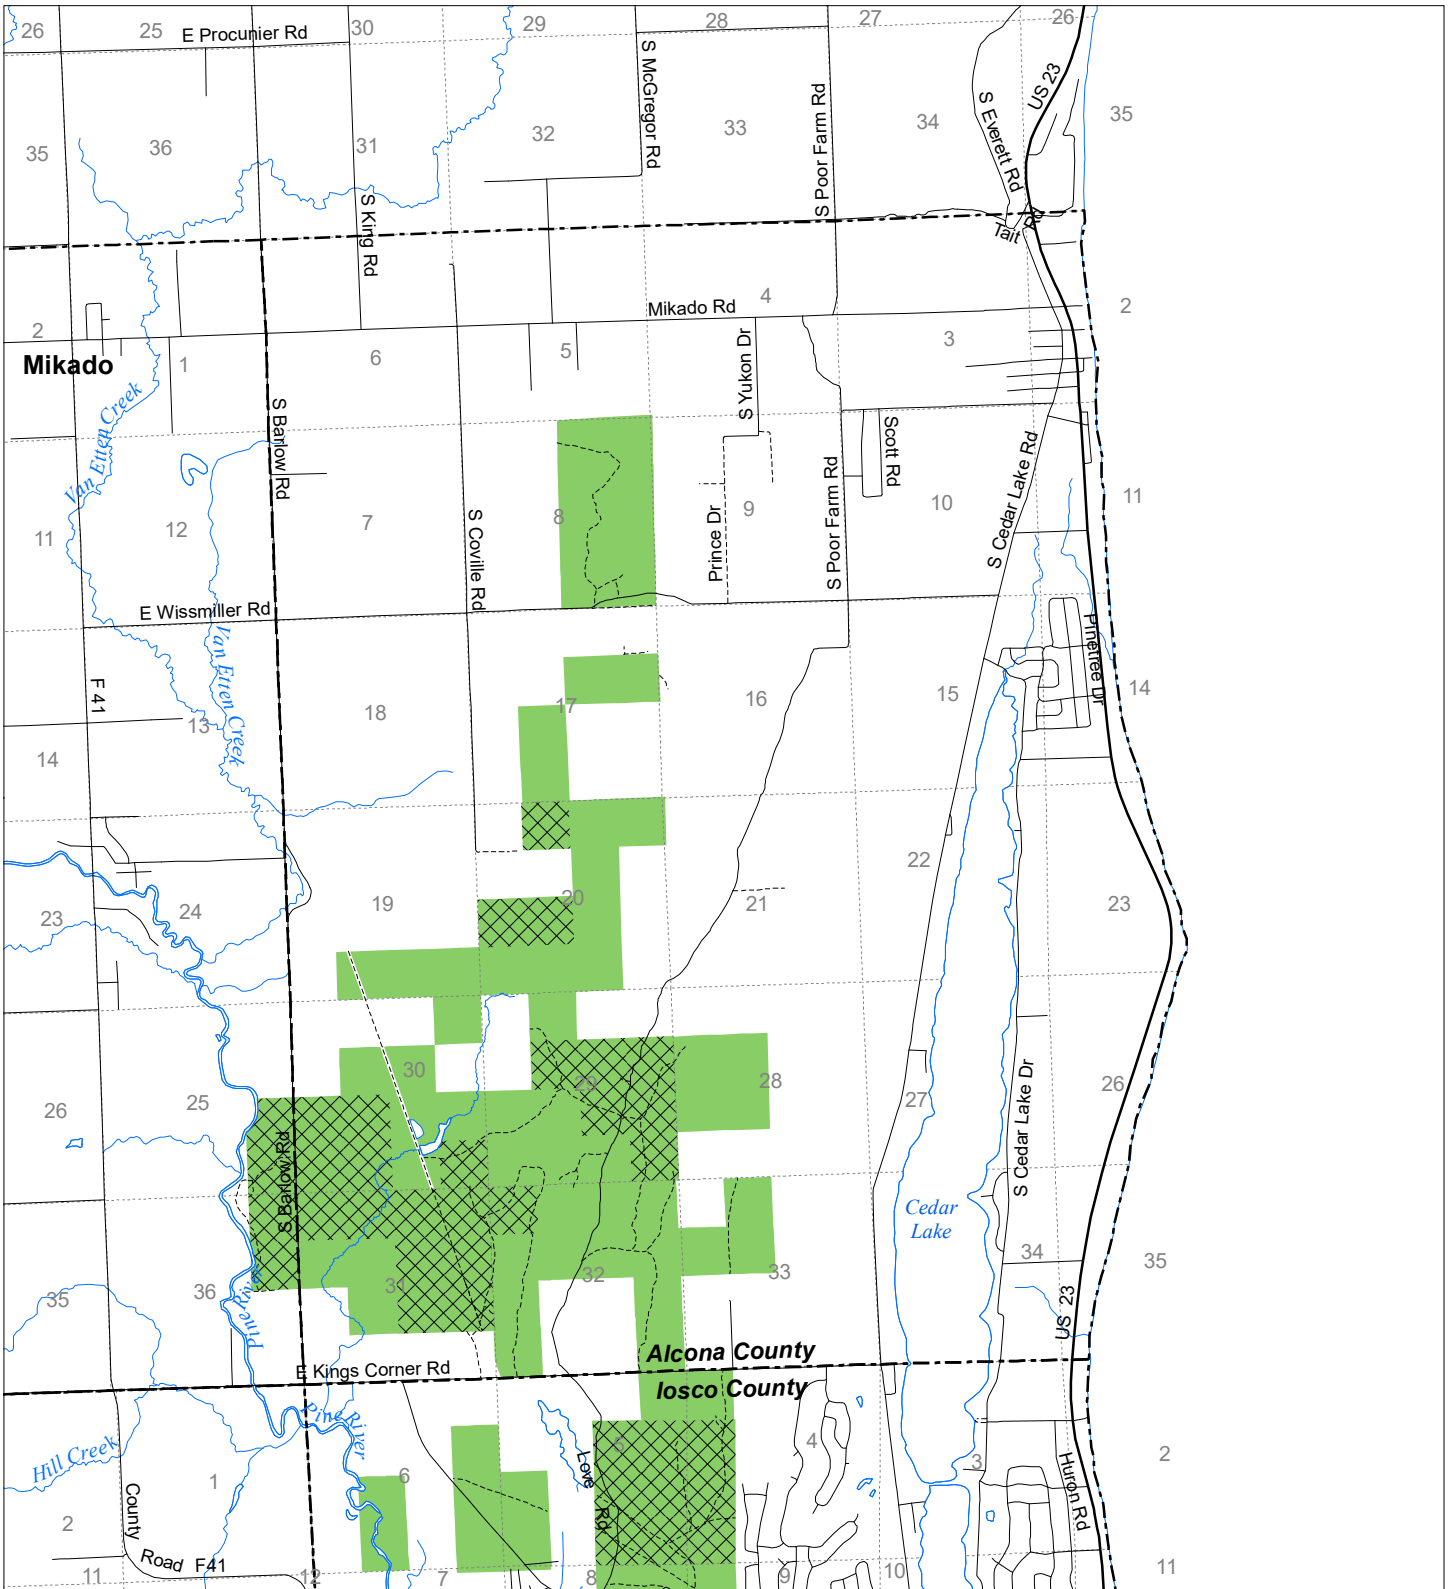 26
25
E Procunier Rd
30
29
28
27
26
S McGregor Rd
S Poor Farm Rd
S Everett Rd
US 23
35
36
31
32
33
34
35
S King Rd
Tait Rd
2
Mikado
1
6
5
Mikado Rd
4
3
2
Van Etten Creek
S Barlow Rd
S Yukon Dr
Scott Rd
S Cedar Lake Rd
11
12
7
S Coville Rd
8
Prince Dr
9
S Poor Farm Rd
10
11
E Wissmiller Rd
Van Etten Creek
F 41
13
18
17
16
15
Pinetree Dr
14
14
23
24
19
20
21
22
23
26
25
30
29
28
27
S Cedar Lake Dr
26
S Barlow Rd
Cedar
Lake
35
36
Pine River
31
32
33
34
US 23
35
E Kings Corner Rd
Alcona County
Iosco County
Pine River
Hill Creek
1
6
Love Rd
5
4
3
2
Huron Rd
2
County Road F41
11
12
7
8
9
10
11